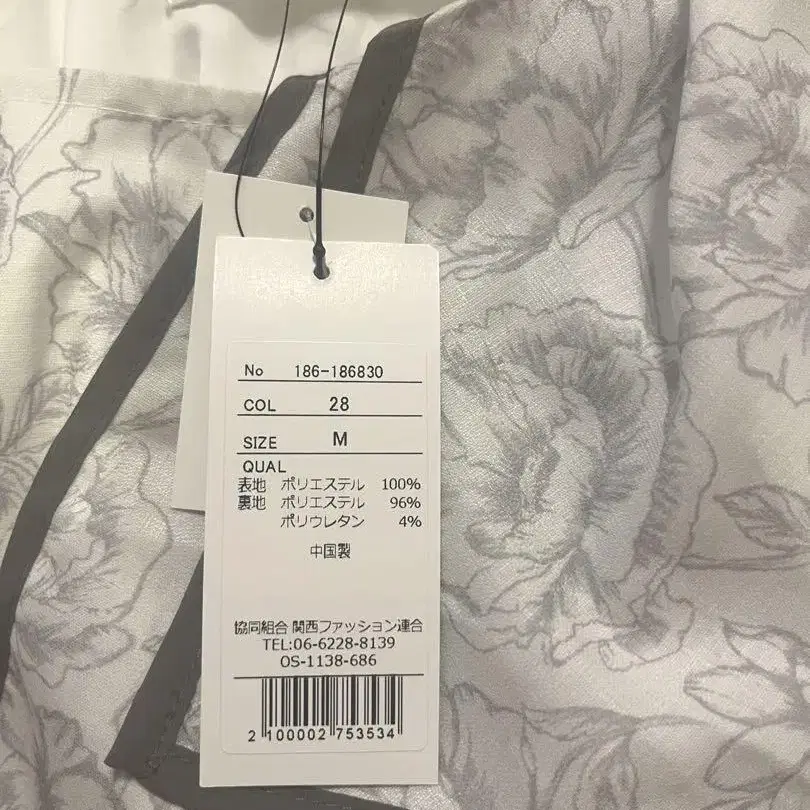 No 186-186830
COL 28
SIZE M
QUAL
表地 ポリエステル 100%
裏地 ポリエステル 96%
ポリウレタン 4%
中国製
協同組合 関西ファッション連合
TEL:06-6228-8139
OS-1138-686
2 100002 753534